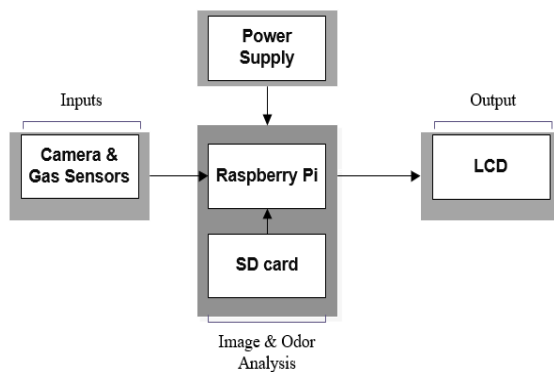 Power
Supply
Inputs
Output
Camera &
Gas Sensors
Raspberry Pi
LCD
SD card
Image & Odor
Analysis